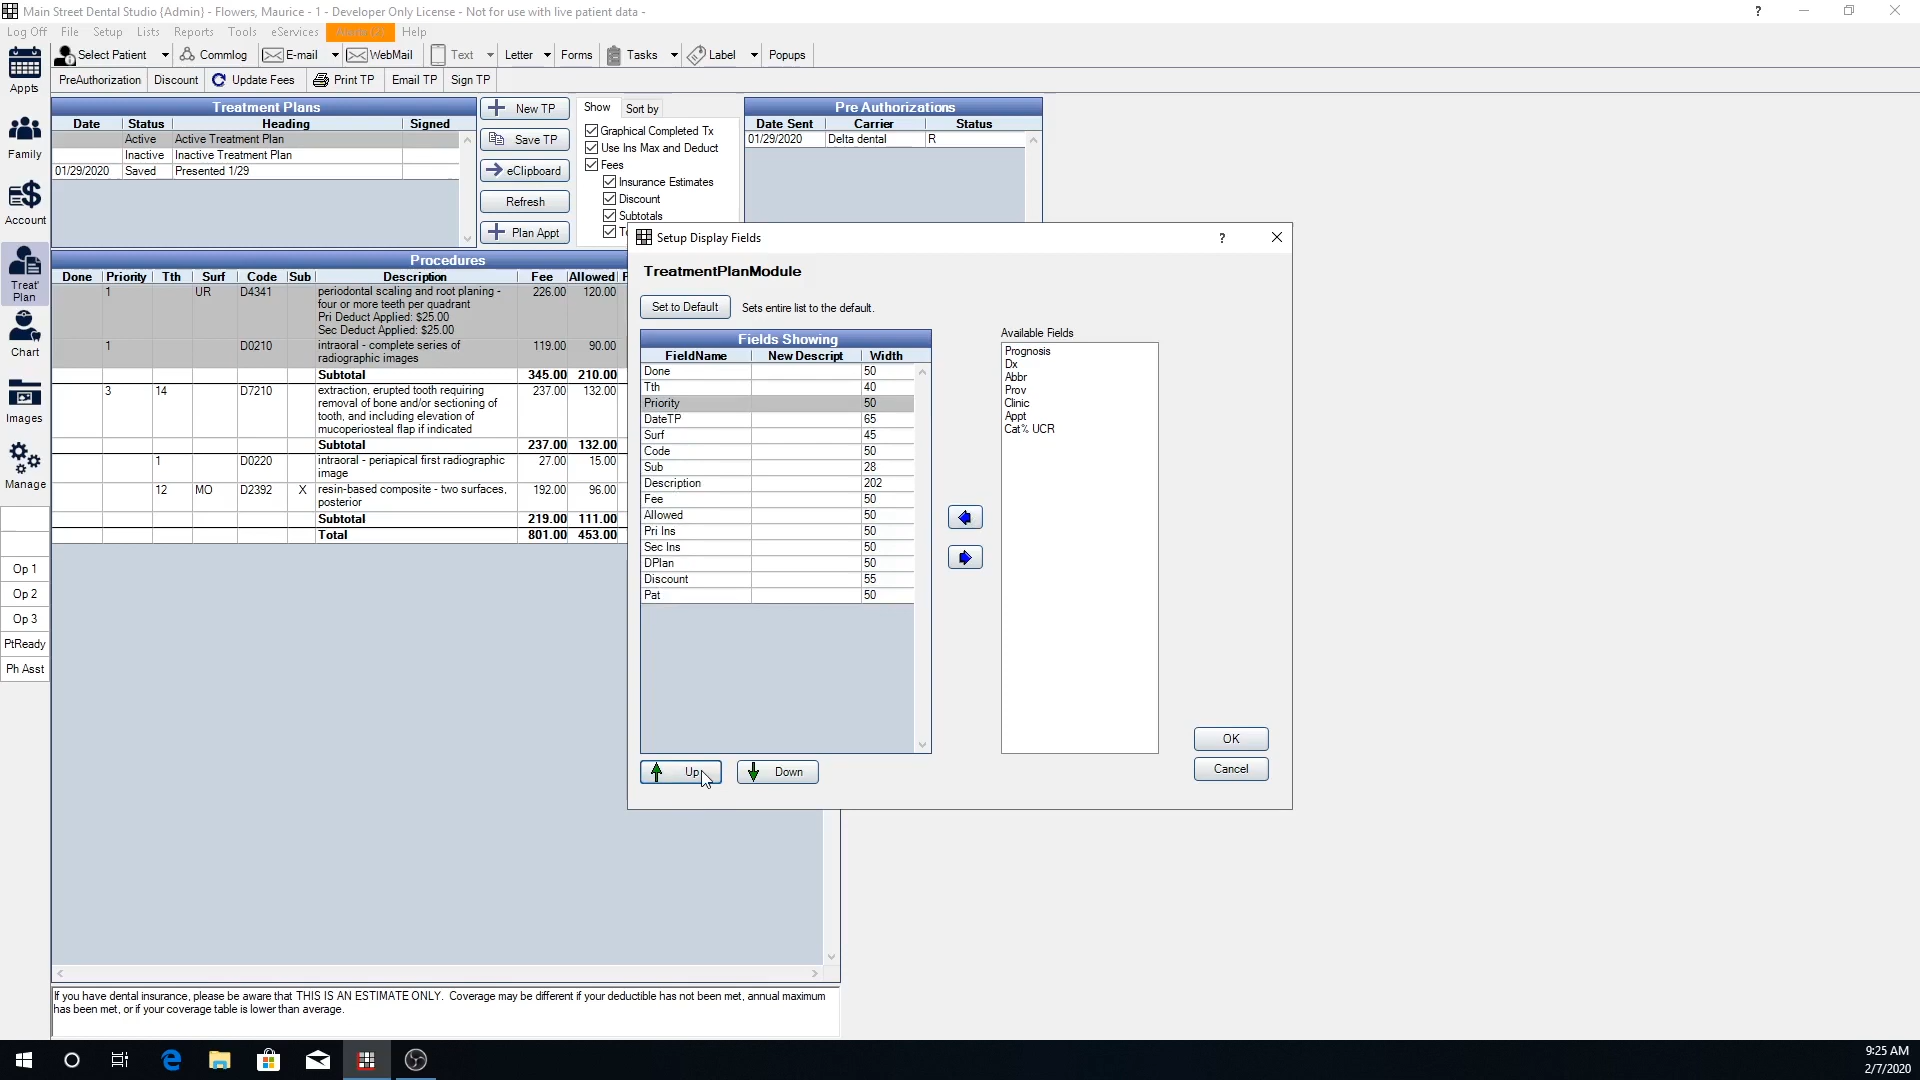 Main Street Dental Studio {Admin} - Flowers, Maurice - 1 - Developer Only License - Not for use with live patient data -
?
Log Off File Setup Lists Reports Tools eServices Alerts (2) Help
Select Patient Commlog E-mail WebMail Text Letter Forms Tasks Label Popups
PreAuthorization Discount Update Fees Print TP Email TP Sign TP
Appts
Family
Account
Treat'
Plan
Chart
Images
Manage
Op 1
Op 2
Op 3
PtReady
Ph Asst
Treatment Plans
Date Status Heading Signed
Active Active Treatment Plan
Inactive Inactive Treatment Plan
01/29/2020 Saved Presented 1/29
New TP
Save TP
eClipboard
Refresh
Plan Appt
Show Sort by
Graphical Completed Tx
Use Ins Max and Deduct
Fees
Insurance Estimates
Discount
Subtotals
Pre Authorizations
Date Sent Carrier Status
01/29/2020 Delta dental R
Procedures
Done Priority Tth Surf Code Sub Description Fee Allowed
1 UR D4341 periodontal scaling and root planing - 226.00 120.00
four or more teeth per quadrant
Pri Deduct Applied: $25.00
Sec Deduct Applied: $25.00
1 D0210 intraoral - complete series of 119.00 90.00
radiographic images
Subtotal 345.00 210.00
3 14 D7210 extraction, erupted tooth requiring 237.00 132.00
removal of bone and/or sectioning of
tooth, and including elevation of
mucoperiosteal flap if indicated
Subtotal 237.00 132.00
1 D0220 intraoral - periapical first radiographic 27.00 15.00
image
12 MO D2392 X resin-based composite - two surfaces, 192.00 96.00
posterior
Subtotal 219.00 111.00
Total 801.00 453.00
If you have dental insurance, please be aware that THIS IS AN ESTIMATE ONLY. Coverage may be different if your deductible has not been met, annual maximum
has been met, or if your coverage table is lower than average.
Setup Display Fields
?
TreatmentPlanModule
Set to Default Sets entire list to the default.
Fields Showing
FieldName New Descript Width
Done 50
Tth 40
Priority 50
DateTP 65
Surf 45
Code 50
Sub 28
Description 202
Fee 50
Allowed 50
Pri Ins 50
Sec Ins 50
DPlan 50
Discount 55
Pat 50
Available Fields
Prognosis
Dx
Abbr
Prov
Clinic
Appt
Cat% UCR
Up Down
OK
Cancel
9:25 AM
2/7/2020